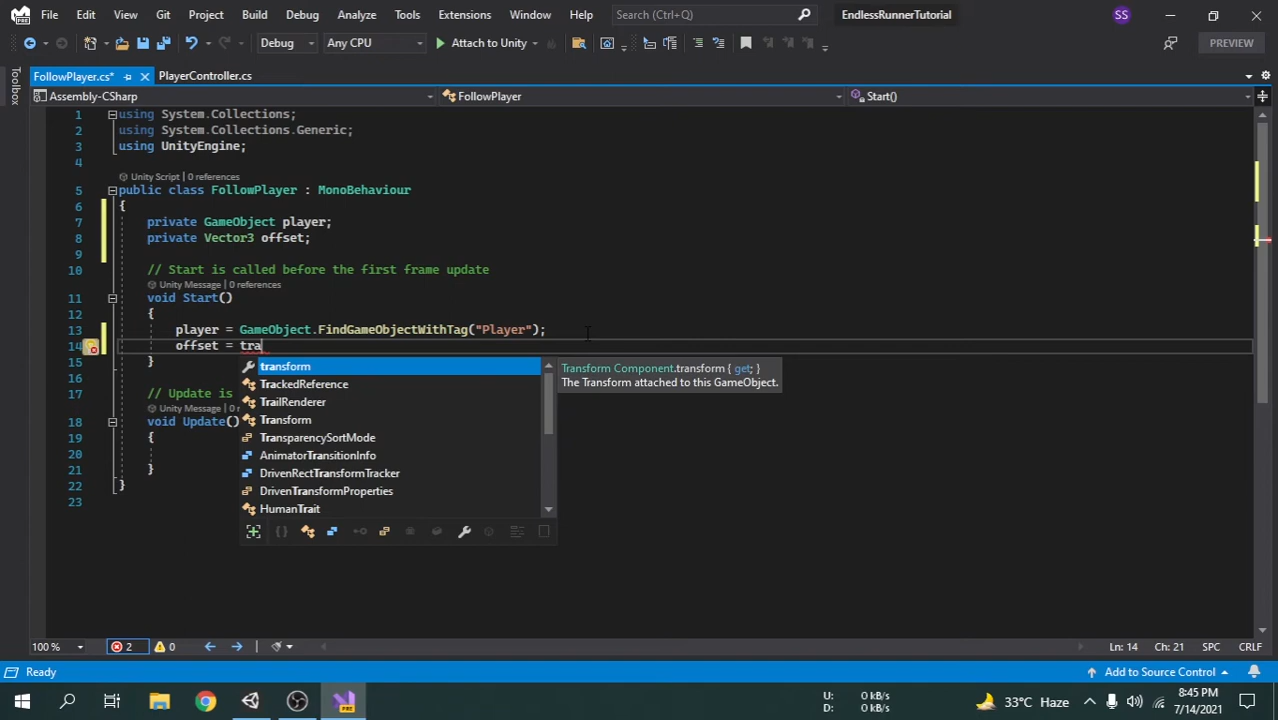 File Edit View Git Project Build Debug Test Analyze Tools Extensions Window Help Search (Ctrl+Q) EndlessRunnerTutorial SS
Debug Any CPU Attach to Unity PREVIEW
Toolbox
FollowPlayer.cs* PlayerController.cs
Assembly-CSharp FollowPlayer Start()
1 using System.Collections;
2 using System.Collections.Generic;
3 using UnityEngine;
4
Unity Script | 0 references
5 public class FollowPlayer : MonoBehaviour
6 {
7 private GameObject player;
8 private Vector3 offset;
9
10 // Start is called before the first frame update
Unity Message | 0 references
11 void Start()
12 {
13 player = GameObject.FindGameObjectWithTag("Player");
14 offset = tra
15 }
transform
Transform Component.transform { get; }
The Transform attached to this GameObject.
16
TrackedReference
17 // Update is
TrailRenderer
Unity Message | 0 r
18 void Update()
Transform
19 {
TransparencySortMode
20
AnimatorTransitionInfo
21 }
DrivenRectTransformTracker
22 }
DrivenTransformProperties
23
HumanTrait
100 % 2 0 Ln: 14 Ch: 21 SPC CRLF
Ready Add to Source Control
PRE
U: 0 kB/s
D: 0 kB/s
33°C Haze
8:45 PM
7/14/2021